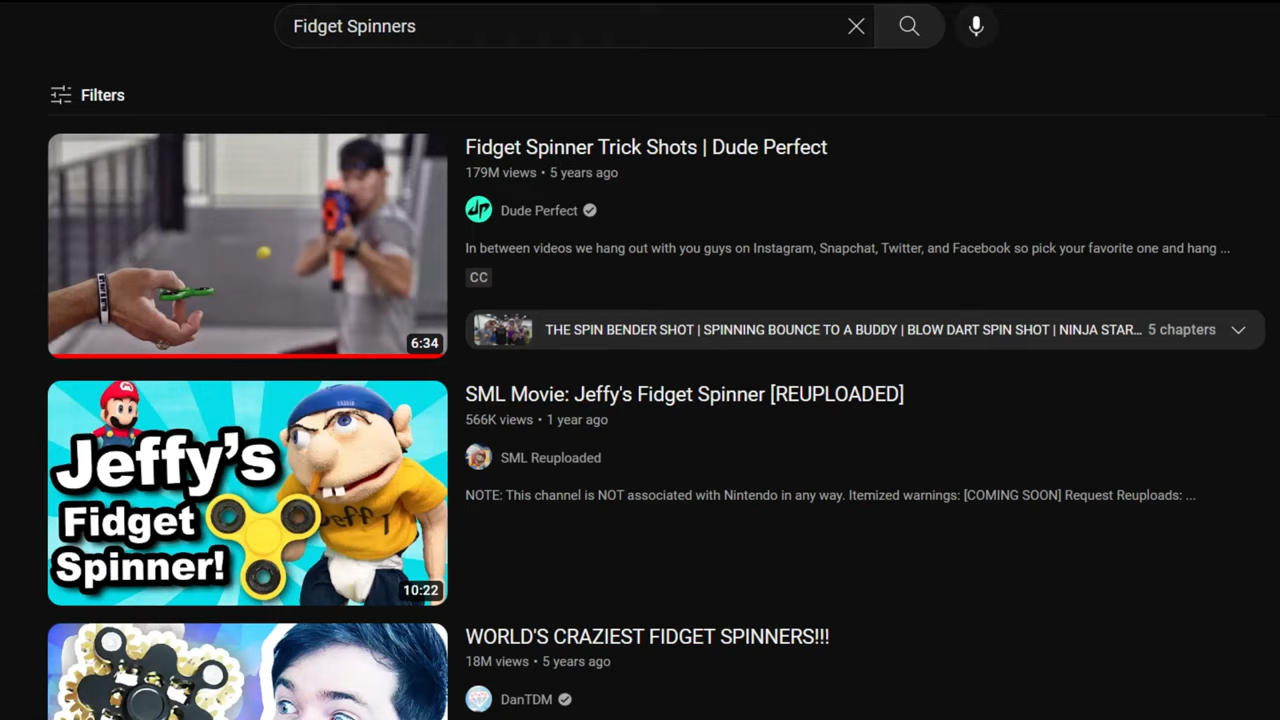 Fidget Spinners
Filters
6:34
Fidget Spinner Trick Shots | Dude Perfect
179M views • 5 years ago
dp
Dude Perfect
In between videos we hang out with you guys on Instagram, Snapchat, Twitter, and Facebook so pick your favorite one and hang ...
CC
THE SPIN BENDER SHOT | SPINNING BOUNCE TO A BUDDY | BLOW DART SPIN SHOT | NINJA STAR... 5 chapters
Jeffy's
Fidget
Spinner!
Jeffy
10:22
SML Movie: Jeffy's Fidget Spinner [REUPLOADED]
566K views • 1 year ago
SML Reuploaded
NOTE: This channel is NOT associated with Nintendo in any way. Itemized warnings: [COMING SOON] Request Reuploads: ...
WORLD'S CRAZIEST FIDGET SPINNERS!!!
18M views • 5 years ago
DanTDM